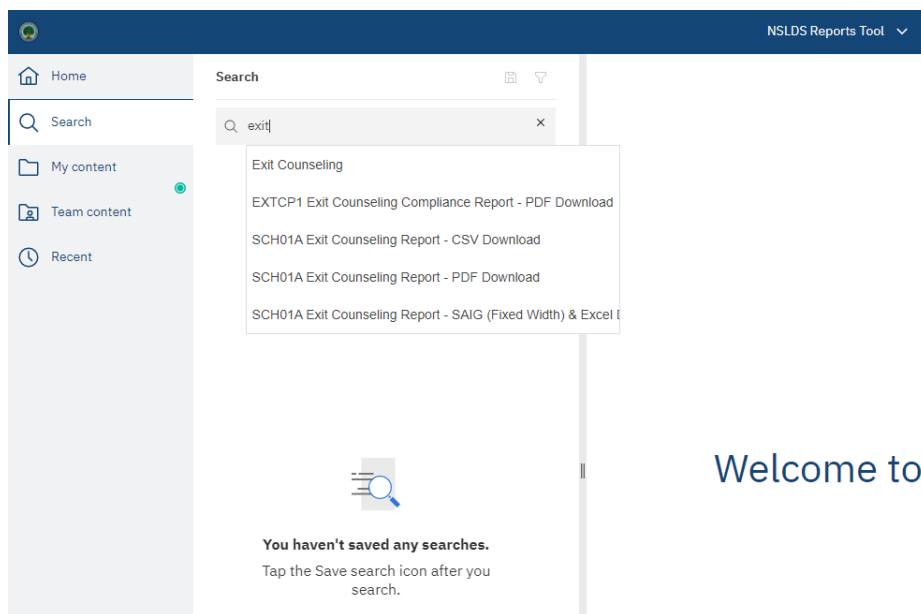 NSLDS Reports Tool
Home
Search
My content
Team content
Recent
Search
exit
Exit Counseling
EXTCP1 Exit Counseling Compliance Report - PDF Download
SCH01A Exit Counseling Report - CSV Download
SCH01A Exit Counseling Report - PDF Download
SCH01A Exit Counseling Report - SAIG (Fixed Width) & Excel
You haven't saved any searches.
Tap the Save search icon after you
search.
Welcome to